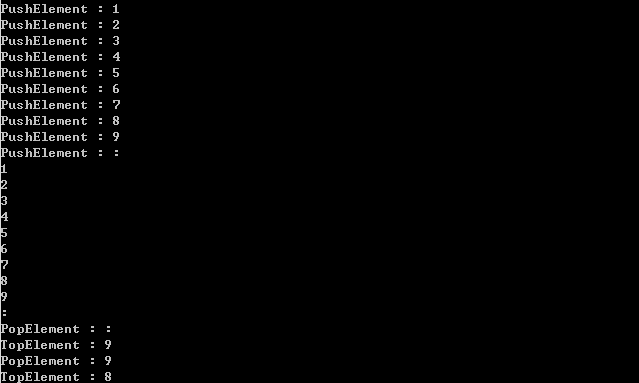 PushElement : 1
PushElement : 2
PushElement : 3
PushElement : 4
PushElement : 5
PushElement : 6
PushElement : 7
PushElement : 8
PushElement : 9
PushElement : :
1
2
3
4
5
6
7
8
9
:
PopElement : :
TopElement : 9
PopElement : 9
TopElement : 8